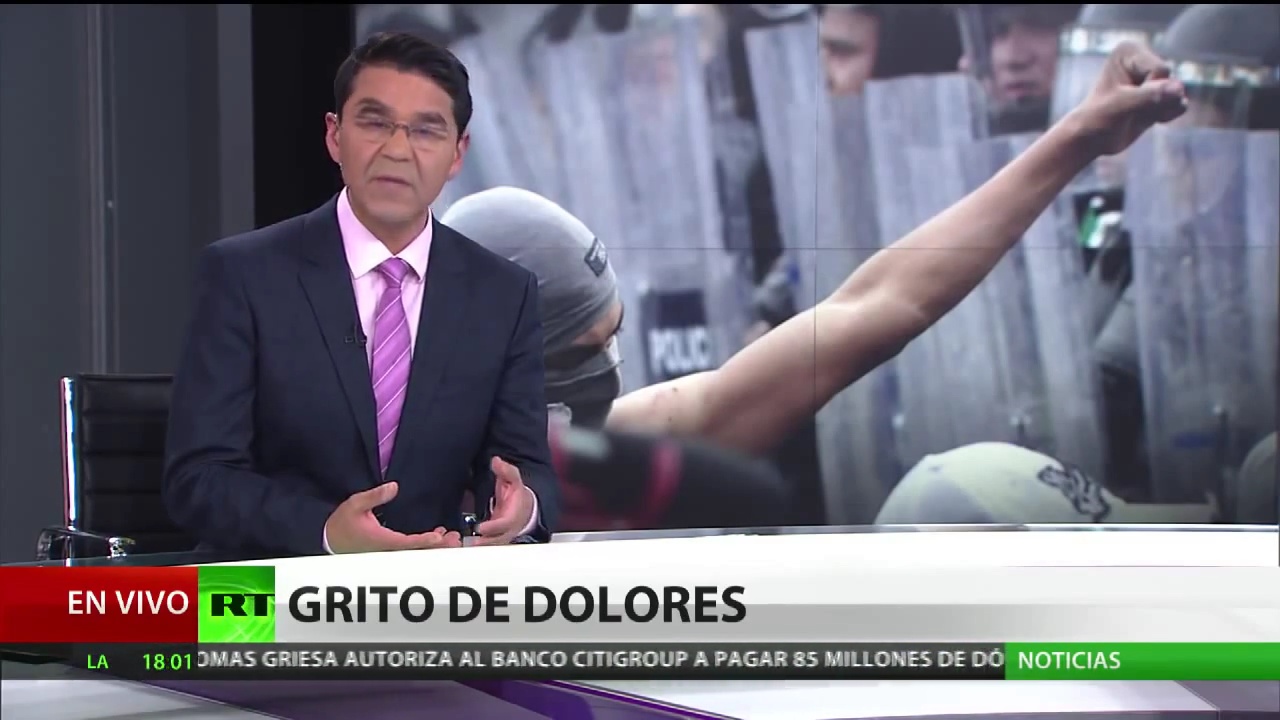 POLIC
EN VIVO RT GRITO DE DOLORES
LA 18:01 OMAS GRIESA AUTORIZA AL BANCO CITIGROUP A PAGAR 85 MILLONES DE DÓ NOTICIAS